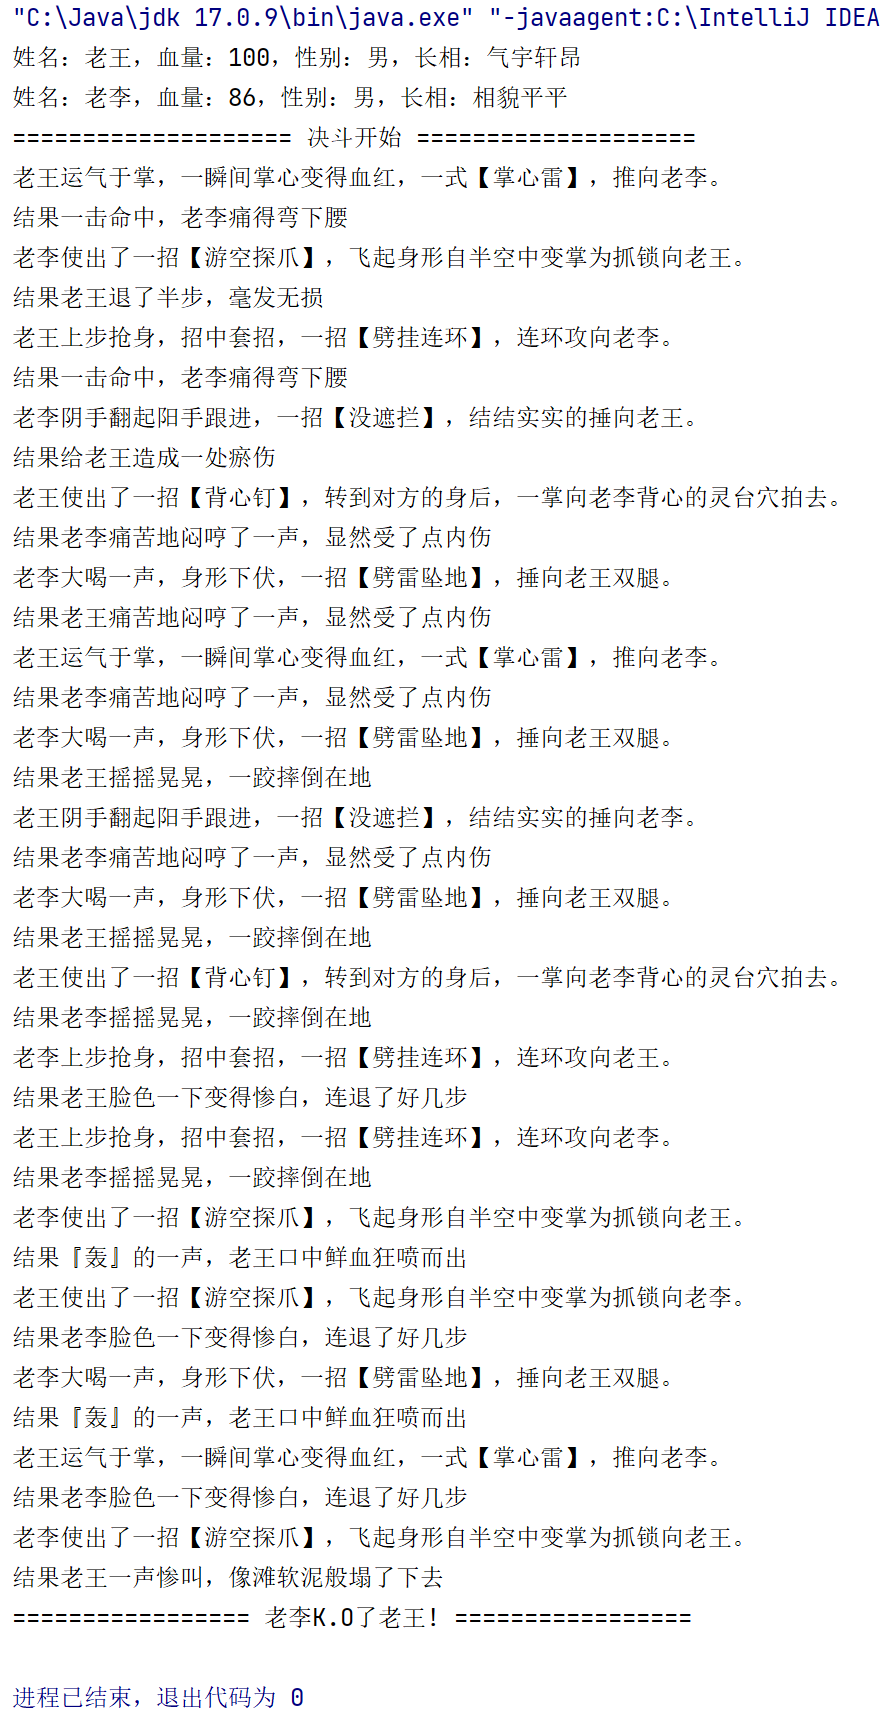 "C:\Java\jdk 17.0.9\bin\java.exe" "-javaagent:C:\IntelliJ IDEA
姓名：老王，血量：100，性别：男，长相：气宇轩昂
姓名：老李，血量：86，性别：男，长相：相貌平平
==================== 决斗开始 ====================
老王运气于掌，一瞬间掌心变得血红，一式【掌心雷】，推向老李。
结果一击命中，老李痛得弯下腰
老李使出了一招【游空探爪】，飞起身形自半空中变掌为抓锁向老王。
结果老王退了半步，毫发无损
老王上步抢身，招中套招，一招【劈挂连环】，连环攻向老李。
结果一击命中，老李痛得弯下腰
老李阴手翻起阳手跟进，一招【没遮拦】，结结实实的捶向老王。
结果给老王造成一处瘀伤
老王使出了一招【背心钉】，转到对方的身后，一掌向老李背心的灵台穴拍去。
结果老李痛苦地闷哼了一声，显然受了点内伤
老李大喝一声，身形下伏，一招【劈雷坠地】，捶向老王双腿。
结果老王痛苦地闷哼了一声，显然受了点内伤
老王运气于掌，一瞬间掌心变得血红，一式【掌心雷】，推向老李。
结果老李痛苦地闷哼了一声，显然受了点内伤
老李大喝一声，身形下伏，一招【劈雷坠地】，捶向老王双腿。
结果老王摇摇晃晃，一跤摔倒在地
老王阴手翻起阳手跟进，一招【没遮拦】，结结实实的捶向老李。
结果老李痛苦地闷哼了一声，显然受了点内伤
老李大喝一声，身形下伏，一招【劈雷坠地】，捶向老王双腿。
结果老王摇摇晃晃，一跤摔倒在地
老王使出了一招【背心钉】，转到对方的身后，一掌向老李背心的灵台穴拍去。
结果老李摇摇晃晃，一跤摔倒在地
老李上步抢身，招中套招，一招【劈挂连环】，连环攻向老王。
结果老王脸色一下变得惨白，连退了好几步
老王上步抢身，招中套招，一招【劈挂连环】，连环攻向老李。
结果老李摇摇晃晃，一跤摔倒在地
老李使出了一招【游空探爪】，飞起身形自半空中变掌为抓锁向老王。
结果『轰』的一声，老王口中鲜血狂喷而出
老王使出了一招【游空探爪】，飞起身形自半空中变掌为抓锁向老李。
结果老李脸色一下变得惨白，连退了好几步
老李大喝一声，身形下伏，一招【劈雷坠地】，捶向老王双腿。
结果『轰』的一声，老王口中鲜血狂喷而出
老王运气于掌，一瞬间掌心变得血红，一式【掌心雷】，推向老李。
结果老李脸色一下变得惨白，连退了好几步
老李使出了一招【游空探爪】，飞起身形自半空中变掌为抓锁向老王。
结果老王一声惨叫，像滩软泥般塌了下去
================= 老李K.O了老王! =================
进程已结束，退出代码为 0